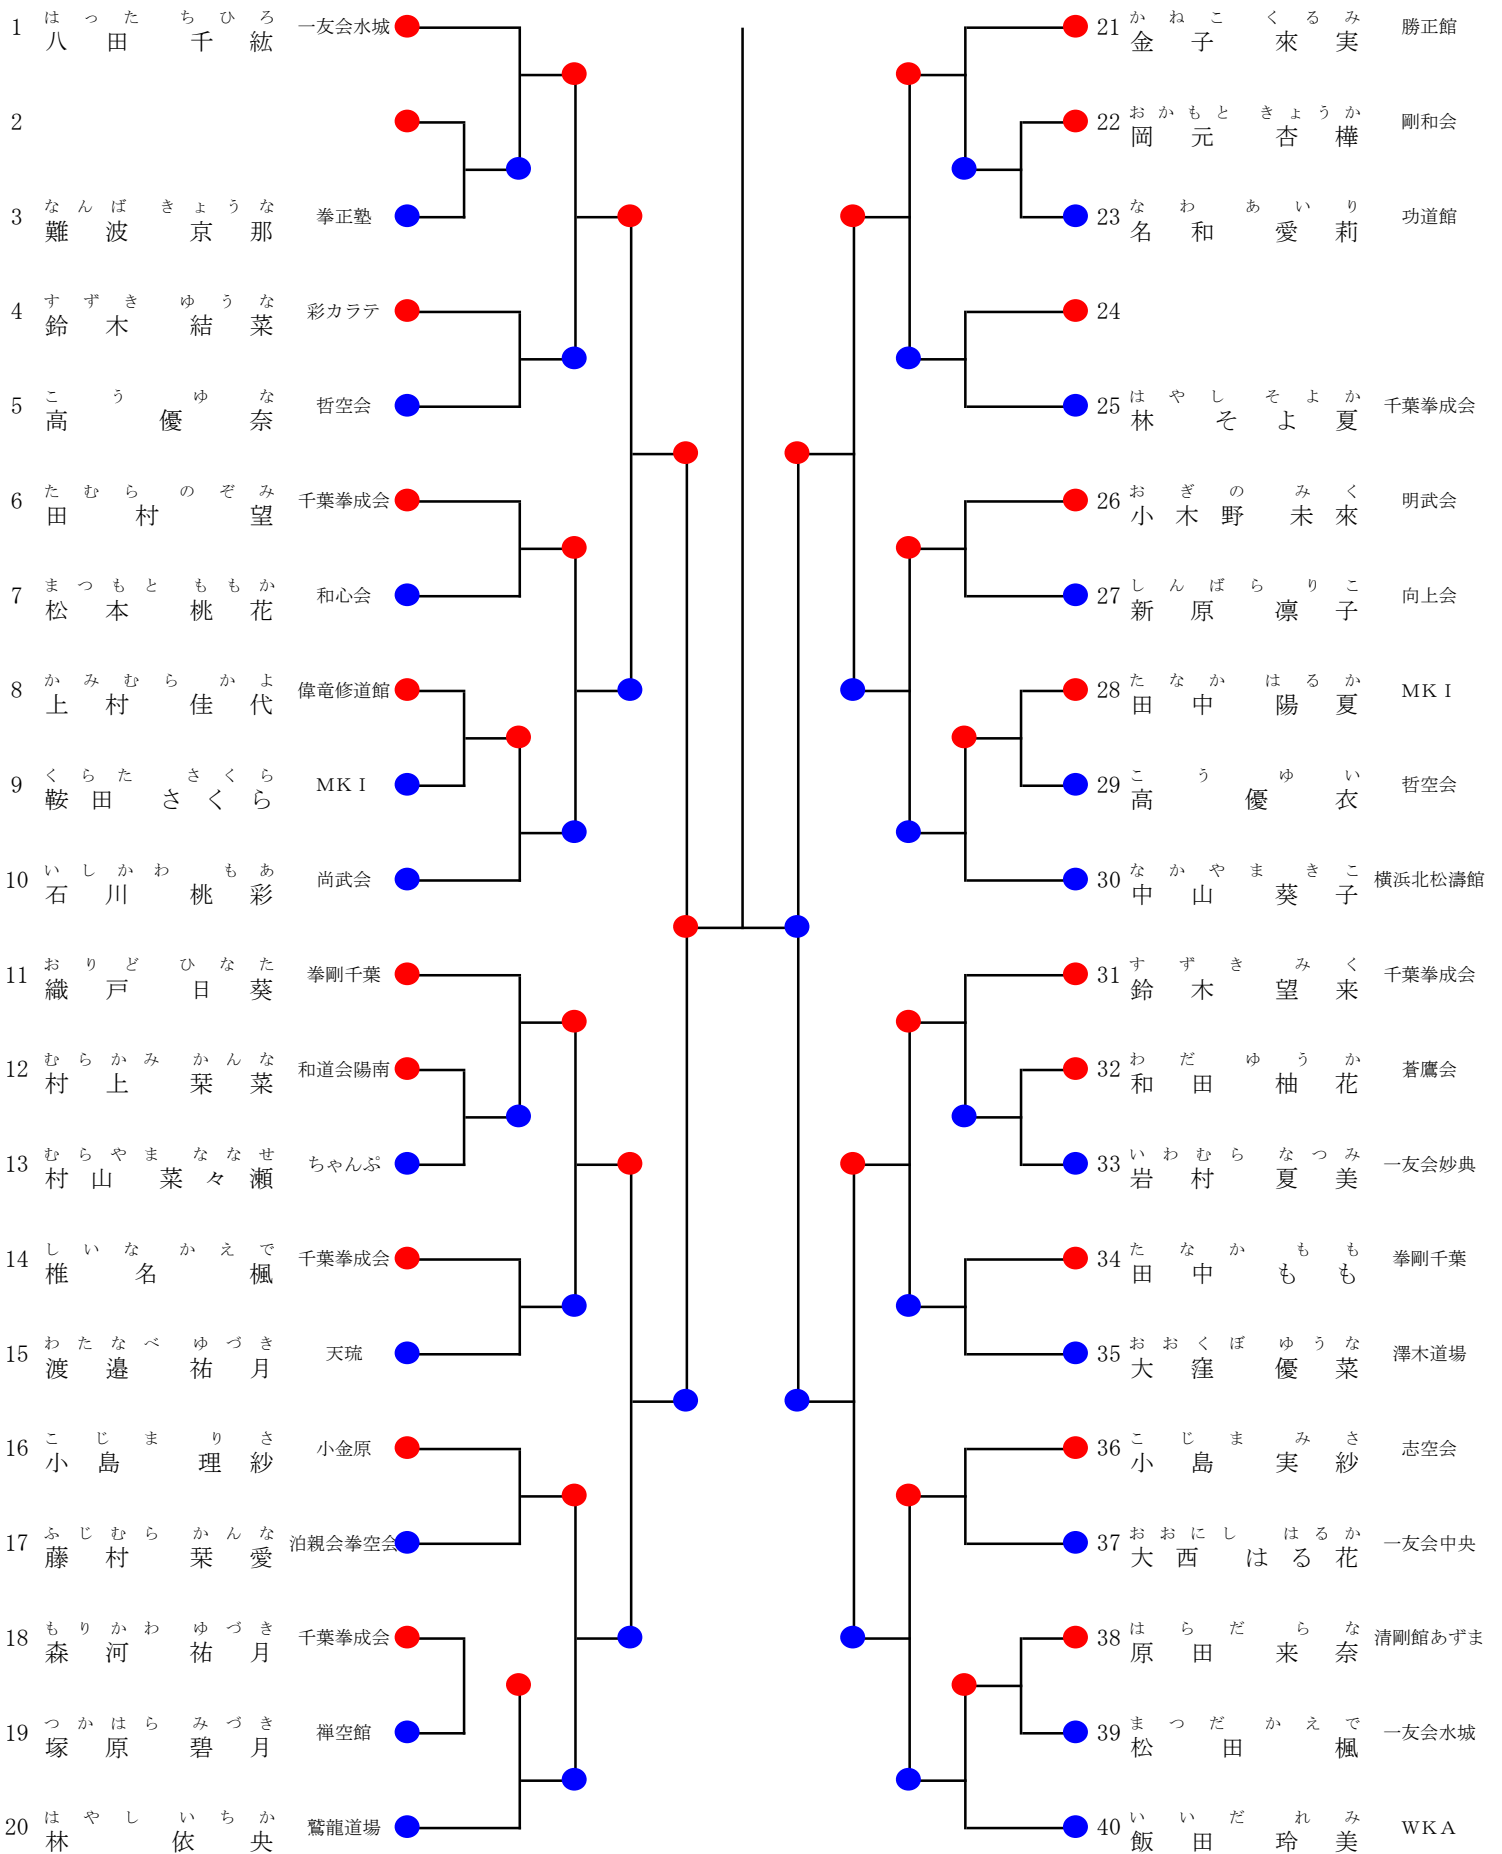 はった ちひろ
1 八田 千紘 一友会水城
2
なんば きょうな
3 難波 京那 拳正塾
すずき ゆうな
4 鈴木 結菜 彩カラテ
こう ゆな
5 高 優奈 哲空会
たむら のぞみ
6 田村 望 千葉拳成会
まつもと ももか
7 松本 桃花 和心会
かみむら かよ
8 上村 佳代 偉竜修道館
くらた さくら
9 鞍田 さくら MKI
いしかわ もあ
10 石川 桃彩 尚武会
おりど ひなた
11 織戸 日葵 拳剛千葉
むらかみ かんな
12 村上 栞菜 和道会陽南
むらやま ななせ
13 村山 菜々瀬 ちゃんぷ
しいな かえで
14 椎名 楓 千葉拳成会
わたなべ ゆづき
15 渡邉 祐月 天琉
こじま りさ
16 小島 理紗 小金原
ふじむら かんな
17 藤村 栞愛 泊親会拳空会
もりかわ ゆづき
18 森河 祐月 千葉拳成会
つかはら みづき
19 塚原 碧月 禅空館
はやし いちか
20 林 依央 鷲龍道場
かねこ くるみ
21 金子 來実 勝正館
おかもと きょうか
22 岡元 杏樺 剛和会
なわ あいり
23 名和 愛莉 功道館
24
はやし そよか
25 林 そよ夏 千葉拳成会
おぎの みく
26 小木野 未來 明武会
しんばら りこ
27 新原 凛子 向上会
たなか はるか
28 田中 陽夏 MKI
こう ゆい
29 高 優衣 哲空会
なかやま きこ
30 中山 葵子 横浜北松濤館
すずき みく
31 鈴木 望来 千葉拳成会
わだ ゆうか
32 和田 柚花 蒼鷹会
いわむら なつみ
33 岩村 夏美 一友会妙典
たなか もも
34 田中 もも 拳剛千葉
おおくぼ ゆうな
35 大窪 優菜 澤木道場
こじま みさ
36 小島 実紗 志空会
おおにし はるか
37 大西 はる花 一友会中央
はらだ らな
38 原田 来奈 清剛館あずま
まつだ かえで
39 松田 楓 一友会水城
いいだ れみ
40 飯田 玲美 WKA